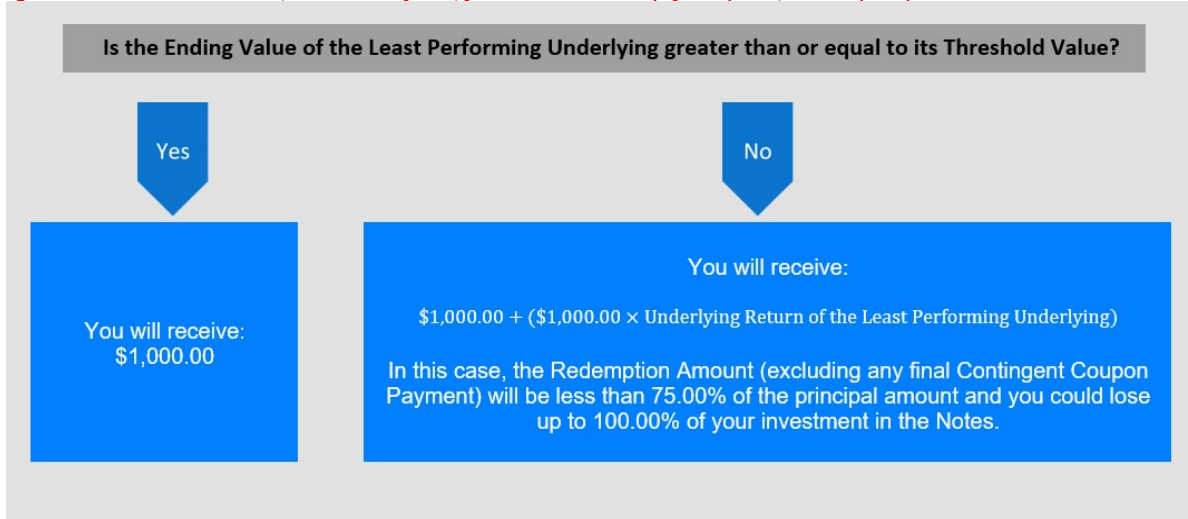 Is the Ending Value of the Least Performing Underlying greater than or equal to its Threshold Value?
Yes
No
You will receive:
$1,000.00
You will receive:
$1,000.00 + ($1,000.00 × Underlying Return of the Least Performing Underlying)
In this case, the Redemption Amount (excluding any final Contingent Coupon
Payment) will be less than 75.00% of the principal amount and you could lose
up to 100.00% of your investment in the Notes.